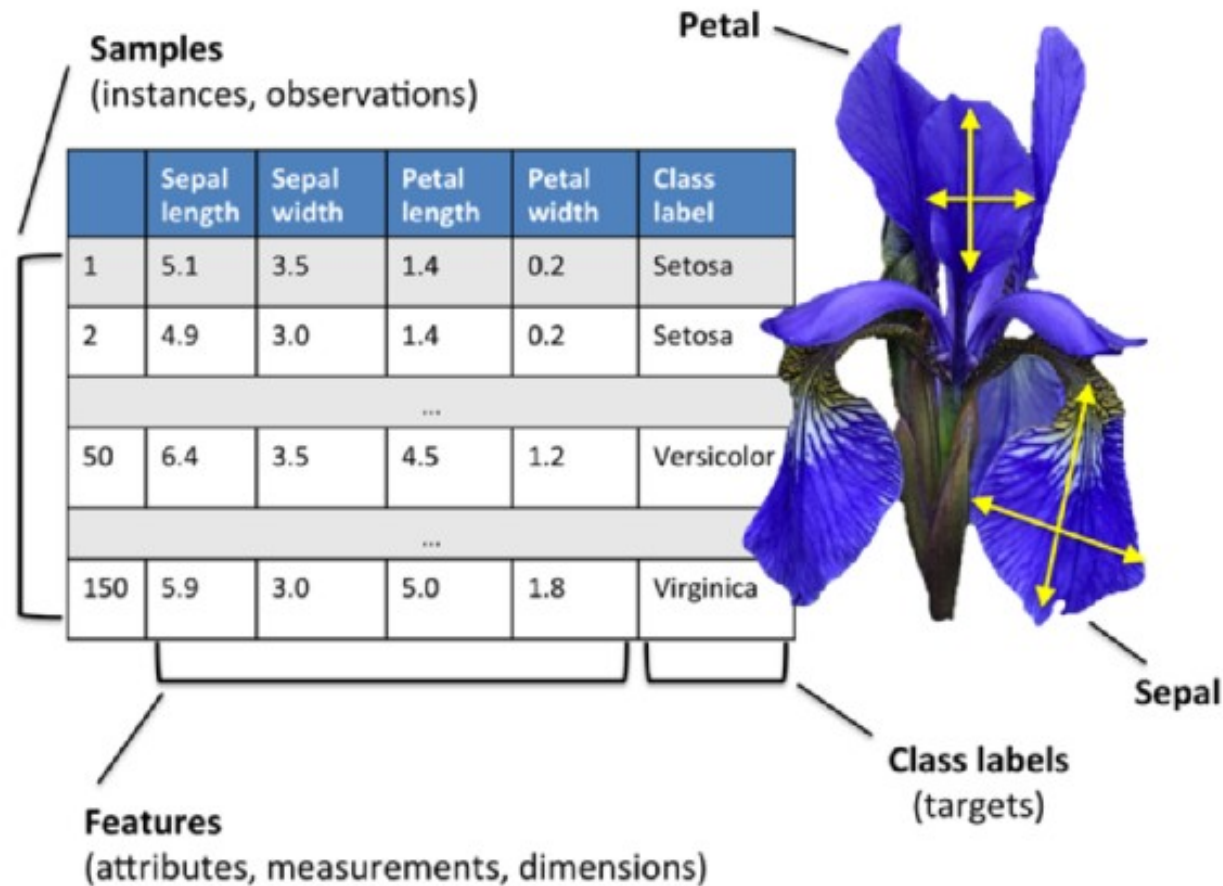 Samples
(instances, observations)
Petal
Sepal length Sepal width Petal length Petal width Class label
1 5.1 3.5 1.4 0.2 Setosa
2 4.9 3.0 1.4 0.2 Setosa
...
50 6.4 3.5 4.5 1.2 Versicolor
...
150 5.9 3.0 5.0 1.8 Virginica
Sepal
Class labels
(targets)
Features
(attributes, measurements, dimensions)